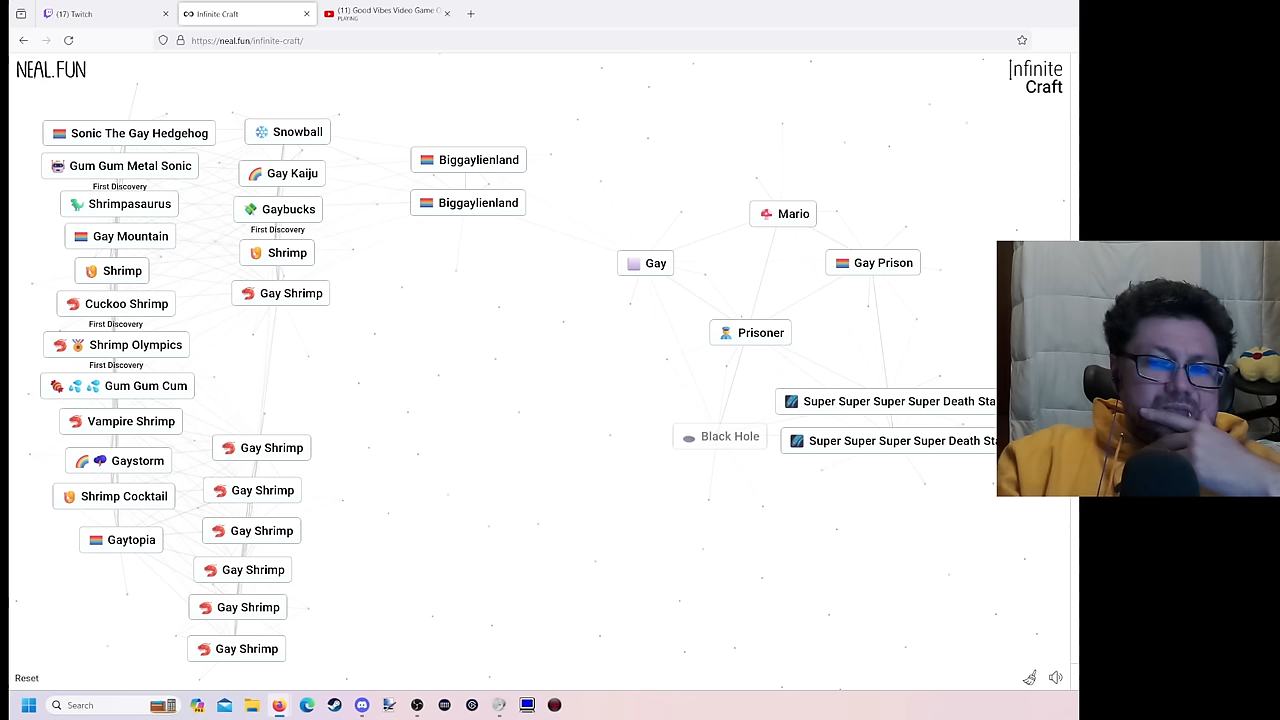 (17) Twitch
Infinite Craft
(11) Good Vibes Video Game
PLAYING
https://neal.fun/infinite-craft/
NEAL.FUN
Infinite
Craft
Sonic The Gay Hedgehog
Snowball
Gum Gum Metal Sonic
Gay Kaiju
Biggaylienland
First Discovery
Shrimpasaurus
Gaybucks
Biggaylienland
Mario
First Discovery
Gay Mountain
Shrimp
Gay
Gay Prison
Shrimp
Gay Shrimp
Cuckoo Shrimp
First Discovery
Shrimp Olympics
Prisoner
First Discovery
Gum Gum Cum
Super Super Super Super Death
Vampire Shrimp
Black Hole
Super Super Super Super Death
Gay Shrimp
Gaystorm
Gay Shrimp
Shrimp Cocktail
Gay Shrimp
Gaytopia
Gay Shrimp
Gay Shrimp
Gay Shrimp
Reset
Search